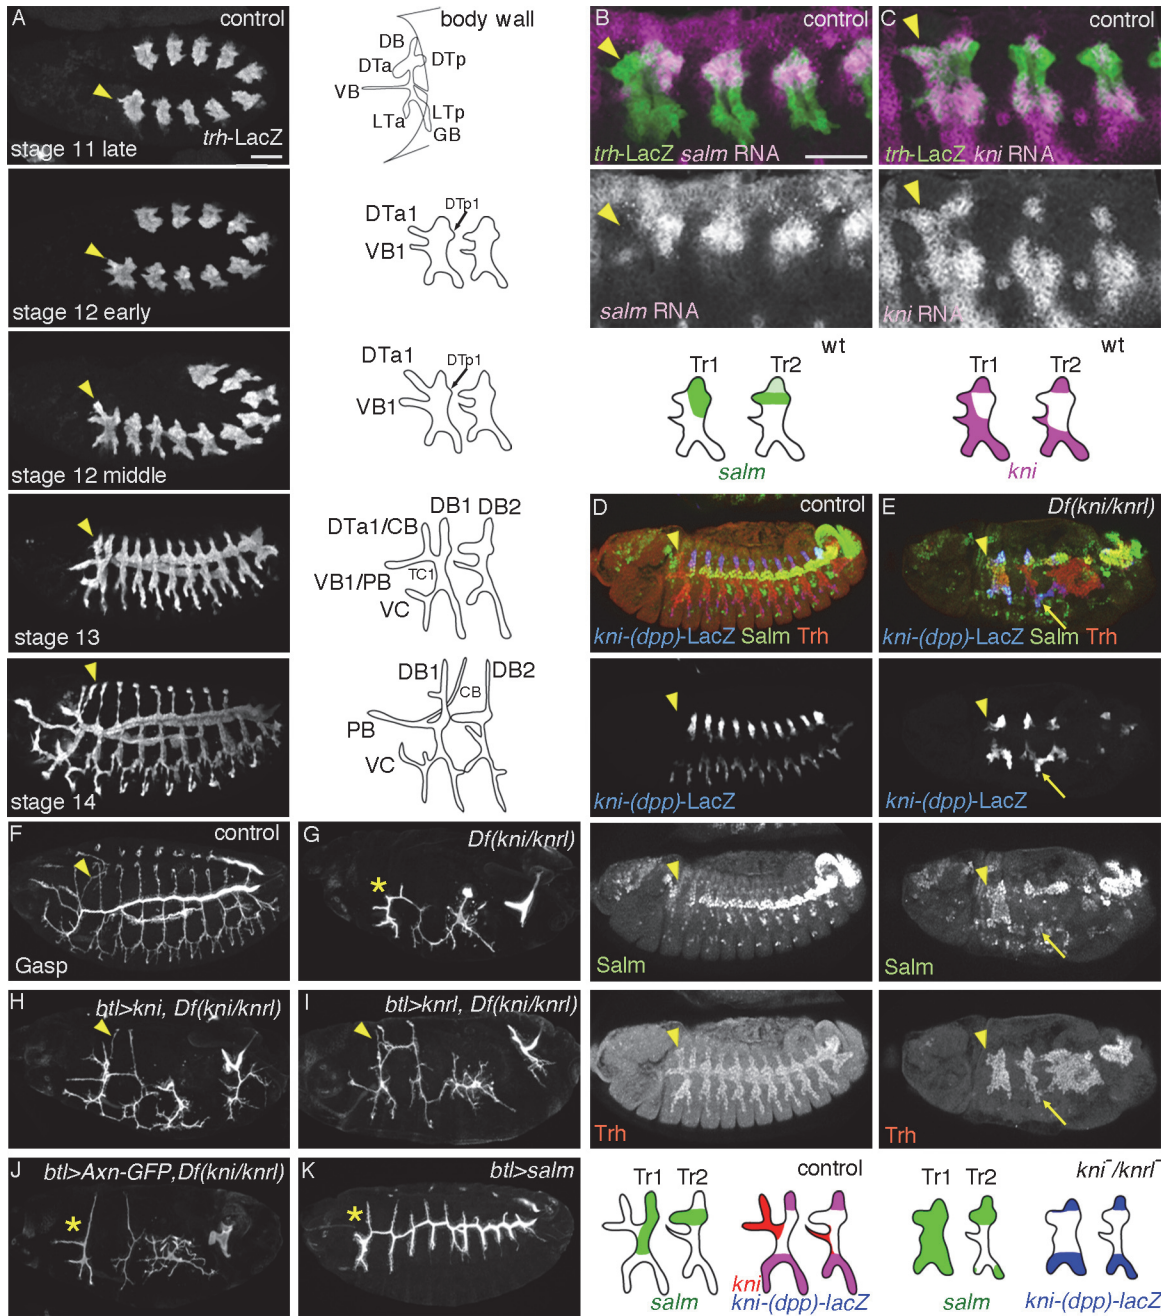 A
control
trh-LacZ
stage 11 late
stage 12 early
stage 12 middle
stage 13
stage 14
body wall
DB
DTa
DTp
VB
LTa
LTp
GB
DTa1
DTp1
VB1
DTa1
DTp1
VB1
DB1 DB2
DTa1/CB
TC1
VB1/PB
VC
DB1
DB2
CB
PB
VC
B
control
trh-LacZ salm RNA
salm RNA
wt
Tr1
Tr2
salm
C
control
trh-LacZ kni RNA
kni RNA
wt
Tr1
Tr2
kni
D
control
kni-(dpp)-LacZ Salm Trh
kni-(dpp)-LacZ
Salm
Trh
Tr1
Tr2
control
kni
salm
kni-(dpp)-lacZ
E
Df(kni/knrl)
kni-(dpp)-LacZ Salm Trh
kni-(dpp)-LacZ
Salm
Trh
Tr1
Tr2
kni-/knrl-
salm
kni-(dpp)-lacZ
F
control
Gasp
G
Df(kni/knrl)
H
btl>kni, Df(kni/knrl)
I
btl>knrl, Df(kni/knrl)
J
btl>Axn-GFP,Df(kni/knrl)
K
btl>salm